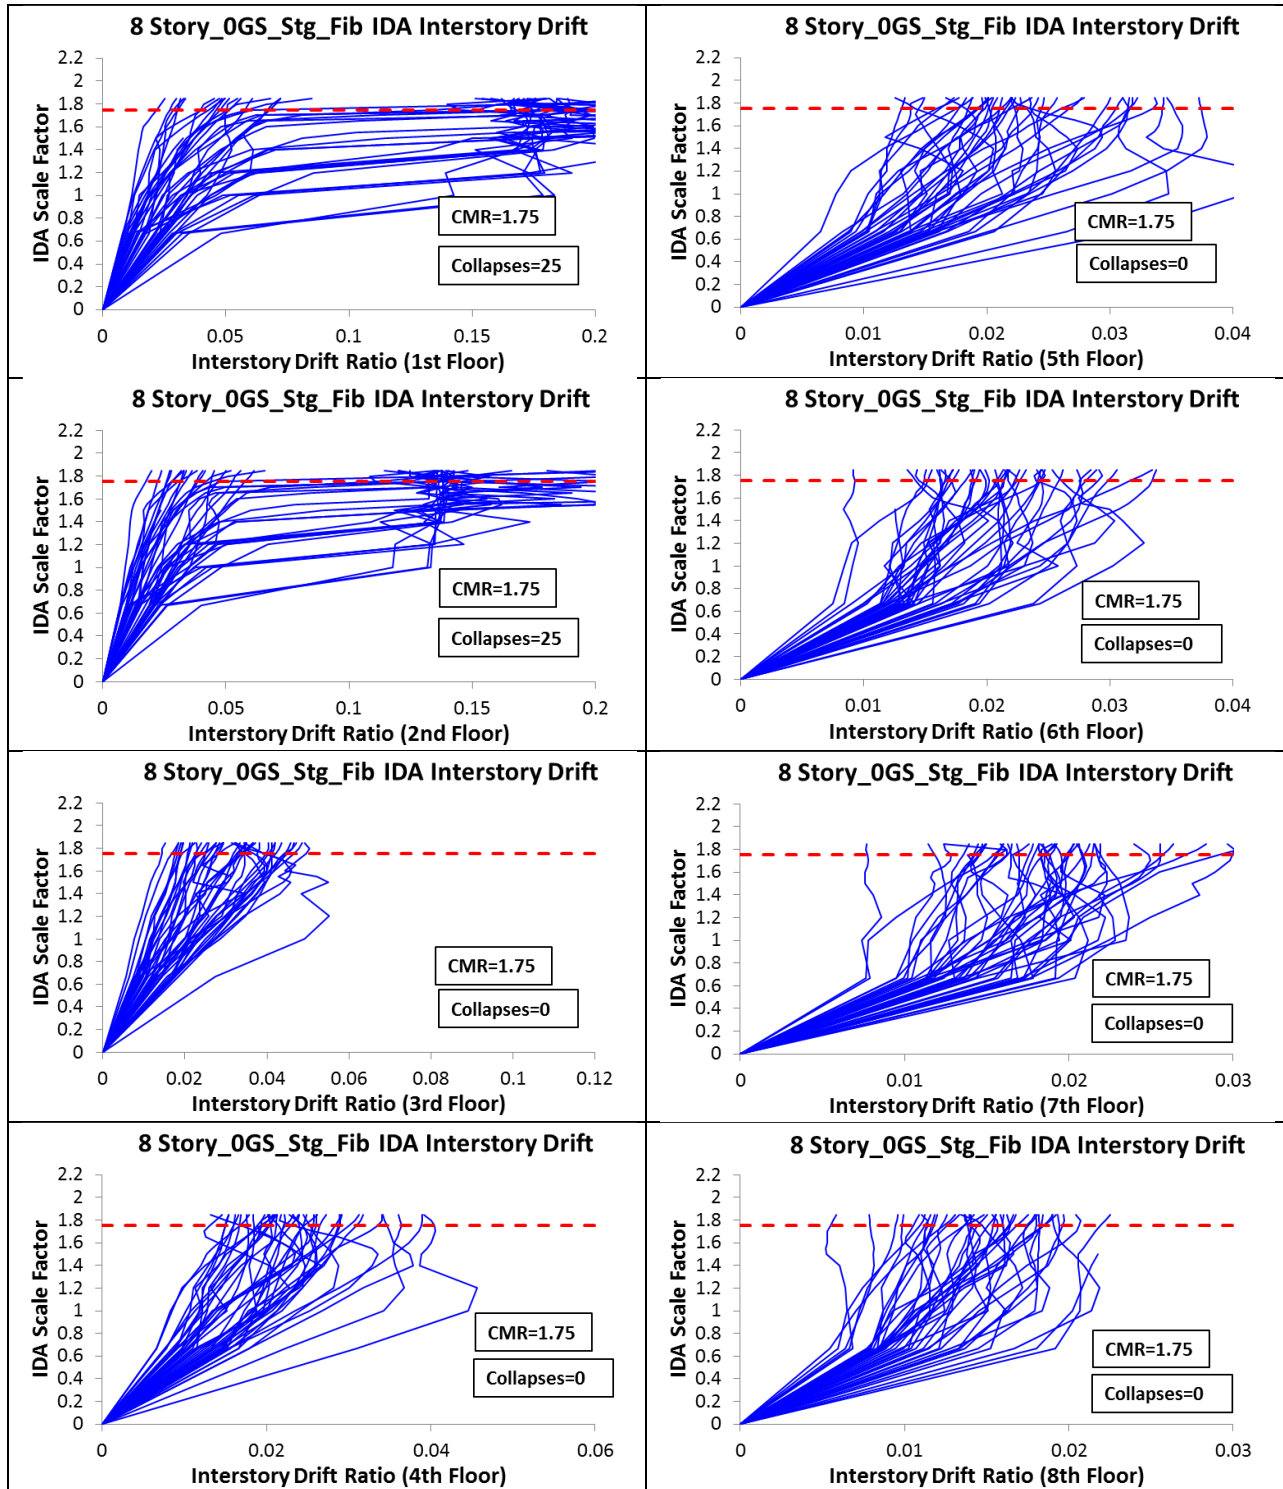 8 Story_0GS_Stg_Fib IDA Interstory Drift
IDA Scale Factor
2.2
2
1.8
1.6
1.4
1.2
1
0.8
0.6
0.4
0.2
0
CMR=1.75
Collapses=25
0 0.05 0.1 0.15 0.2
Interstory Drift Ratio (1st Floor)
8 Story_0GS_Stg_Fib IDA Interstory Drift
IDA Scale Factor
2.2
2
1.8
1.6
1.4
1.2
1
0.8
0.6
0.4
0.2
0
CMR=1.75
Collapses=0
0 0.01 0.02 0.03 0.04
Interstory Drift Ratio (5th Floor)
8 Story_0GS_Stg_Fib IDA Interstory Drift
IDA Scale Factor
2.2
2
1.8
1.6
1.4
1.2
1
0.8
0.6
0.4
0.2
0
CMR=1.75
Collapses=25
0 0.05 0.1 0.15 0.2
Interstory Drift Ratio (2nd Floor)
8 Story_0GS_Stg_Fib IDA Interstory Drift
IDA Scale Factor
2.2
2
1.8
1.6
1.4
1.2
1
0.8
0.6
0.4
0.2
0
CMR=1.75
Collapses=0
0 0.01 0.02 0.03 0.04
Interstory Drift Ratio (6th Floor)
8 Story_0GS_Stg_Fib IDA Interstory Drift
IDA Scale Factor
2.2
2
1.8
1.6
1.4
1.2
1
0.8
0.6
0.4
0.2
0
CMR=1.75
Collapses=0
0 0.02 0.04 0.06 0.08 0.1 0.12
Interstory Drift Ratio (3rd Floor)
8 Story_0GS_Stg_Fib IDA Interstory Drift
IDA Scale Factor
2.2
2
1.8
1.6
1.4
1.2
1
0.8
0.6
0.4
0.2
0
CMR=1.75
Collapses=0
0 0.01 0.02 0.03
Interstory Drift Ratio (7th Floor)
8 Story_0GS_Stg_Fib IDA Interstory Drift
IDA Scale Factor
2.2
2
1.8
1.6
1.4
1.2
1
0.8
0.6
0.4
0.2
0
CMR=1.75
Collapses=0
0 0.02 0.04 0.06
Interstory Drift Ratio (4th Floor)
8 Story_0GS_Stg_Fib IDA Interstory Drift
IDA Scale Factor
2.2
2
1.8
1.6
1.4
1.2
1
0.8
0.6
0.4
0.2
0
CMR=1.75
Collapses=0
0 0.01 0.02 0.03
Interstory Drift Ratio (8th Floor)